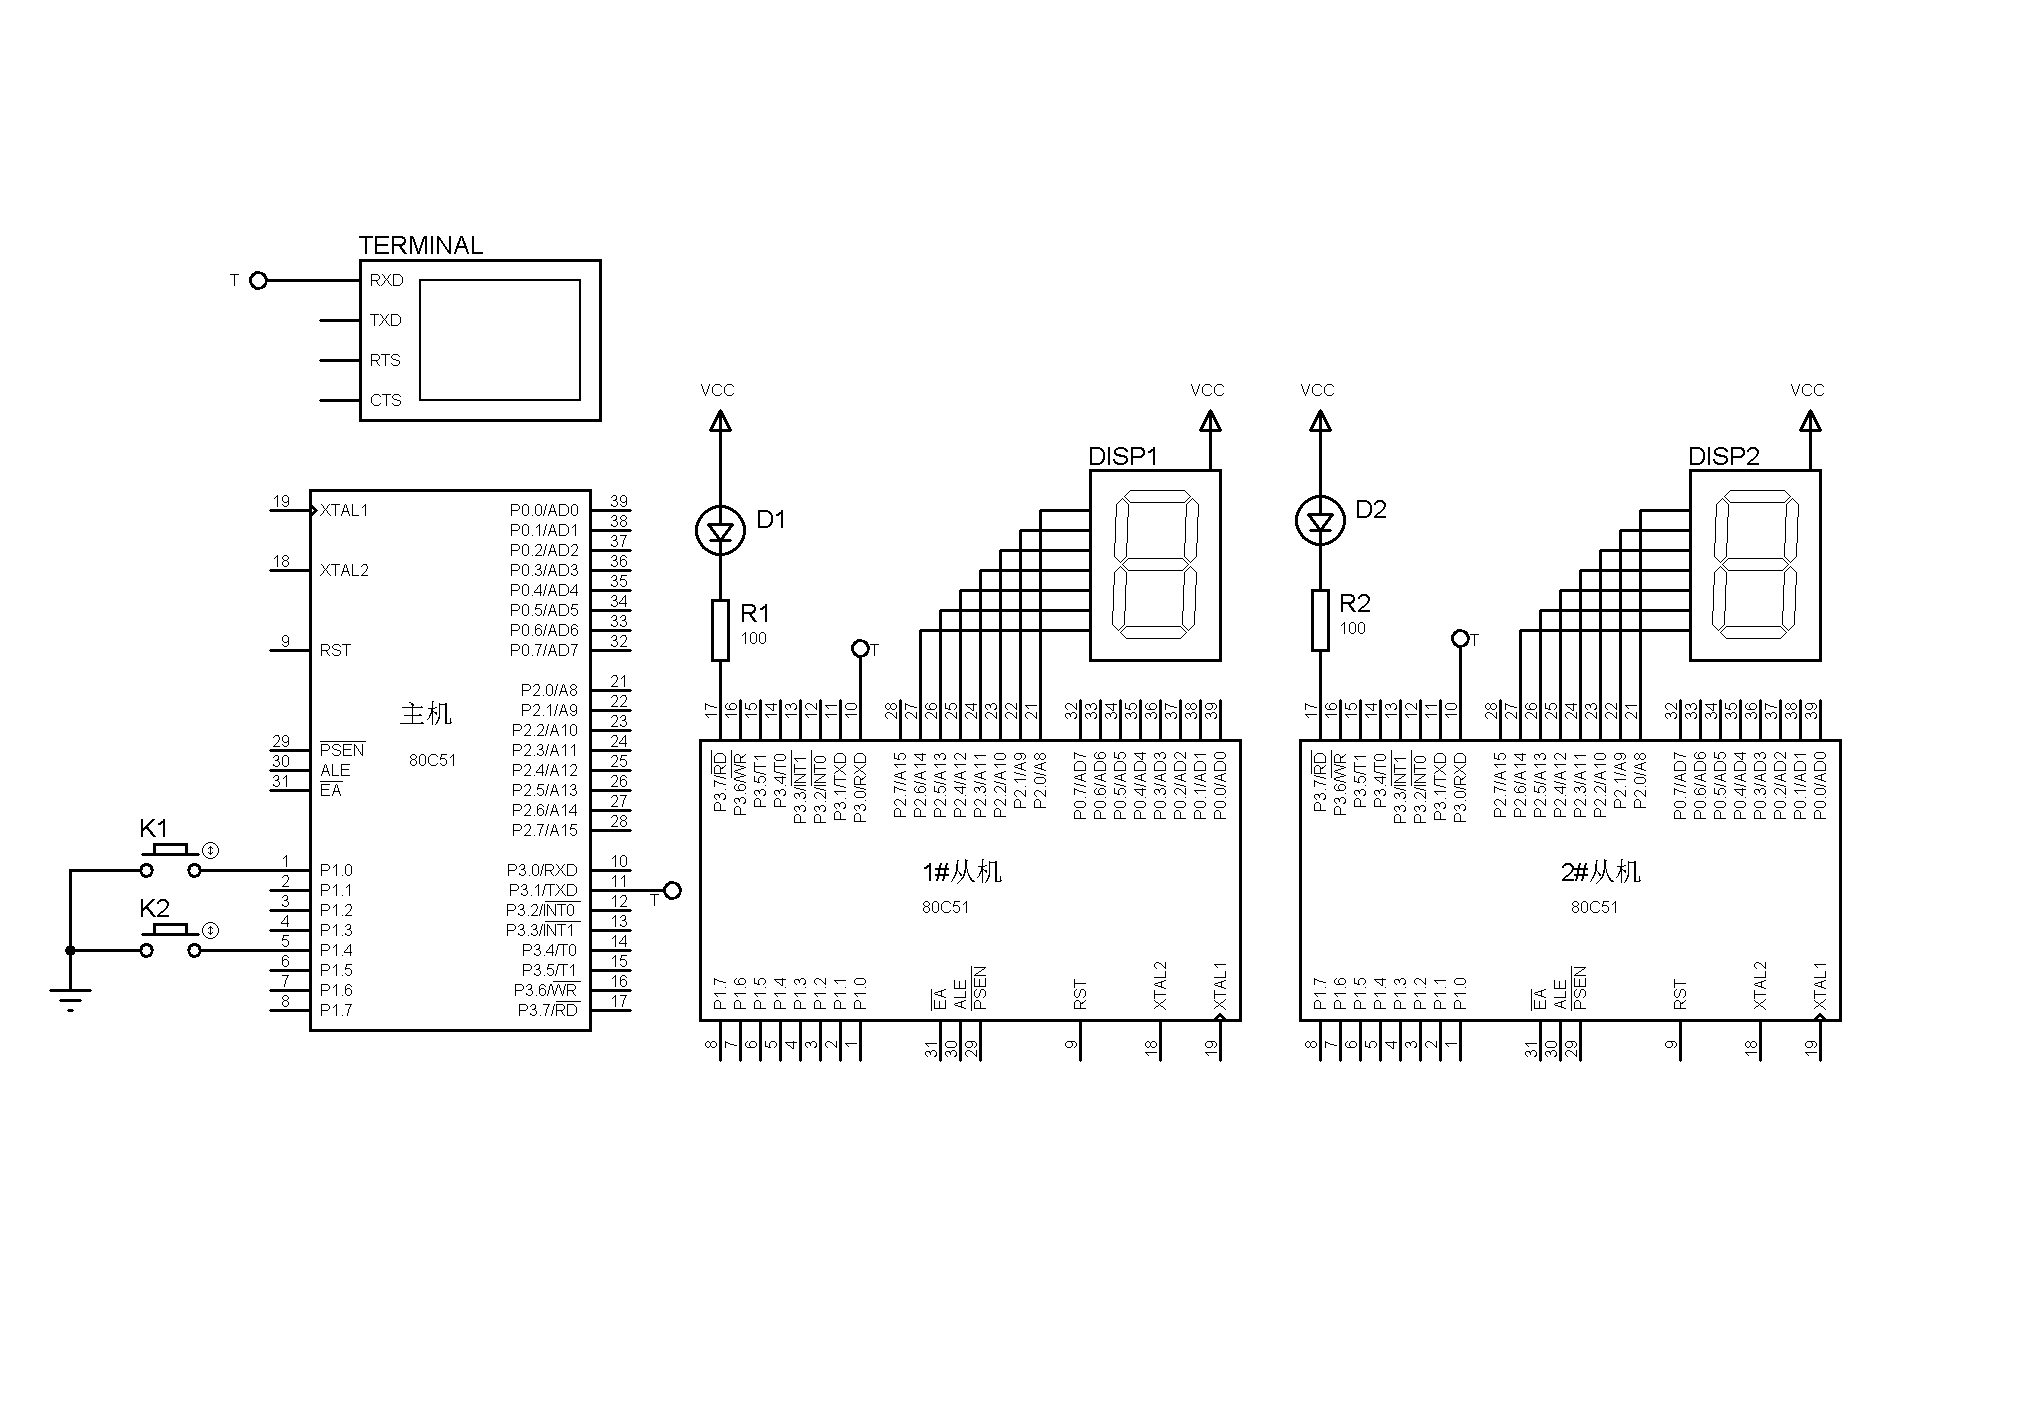 TERMINAL
T
RXD
TXD
RTS
CTS
19
XTAL1
18
XTAL2
9
RST
29
PSEN
30
ALE
31
EA
1
P1.0
2
P1.1
3
P1.2
4
P1.3
5
P1.4
6
P1.5
7
P1.6
8
P1.7
主机
80C51
P0.0/AD0
39
P0.1/AD1
38
P0.2/AD2
37
P0.3/AD3
36
P0.4/AD4
35
P0.5/AD5
34
P0.6/AD6
33
P0.7/AD7
32
P2.0/A8
21
P2.1/A9
22
P2.2/A10
23
P2.3/A11
24
P2.4/A12
25
P2.5/A13
26
P2.6/A14
27
P2.7/A15
28
P3.0/RXD
10
P3.1/TXD
11
T
P3.2/INT0
12
P3.3/INT1
13
P3.4/T0
14
P3.5/T1
15
P3.6/WR
16
P3.7/RD
17
K1
K2
VCC
VCC
D1
DISP1
R1
100
T
17
16
15
14
13
12
11
10
28
27
26
25
24
23
22
21
32
33
34
35
36
37
38
39
P3.7/RD
P3.6/WR
P3.5/T1
P3.4/T0
P3.3/INT1
P3.2/INT0
P3.1/TXD
P3.0/RXD
P2.7/A15
P2.6/A14
P2.5/A13
P2.4/A12
P2.3/A11
P2.2/A10
P2.1/A9
P2.0/A8
P0.7/AD7
P0.6/AD6
P0.5/AD5
P0.4/AD4
P0.3/AD3
P0.2/AD2
P0.1/AD1
P0.0/AD0
1#从机
80C51
P1.7
P1.6
P1.5
P1.4
P1.3
P1.2
P1.1
P1.0
EA
ALE
PSEN
RST
XTAL2
XTAL1
8
7
6
5
4
3
2
1
31
30
29
9
18
19
VCC
VCC
D2
DISP2
R2
100
T
17
16
15
14
13
12
11
10
28
27
26
25
24
23
22
21
32
33
34
35
36
37
38
39
P3.7/RD
P3.6/WR
P3.5/T1
P3.4/T0
P3.3/INT1
P3.2/INT0
P3.1/TXD
P3.0/RXD
P2.7/A15
P2.6/A14
P2.5/A13
P2.4/A12
P2.3/A11
P2.2/A10
P2.1/A9
P2.0/A8
P0.7/AD7
P0.6/AD6
P0.5/AD5
P0.4/AD4
P0.3/AD3
P0.2/AD2
P0.1/AD1
P0.0/AD0
2#从机
80C51
P1.7
P1.6
P1.5
P1.4
P1.3
P1.2
P1.1
P1.0
EA
ALE
PSEN
RST
XTAL2
XTAL1
8
7
6
5
4
3
2
1
31
30
29
9
18
19